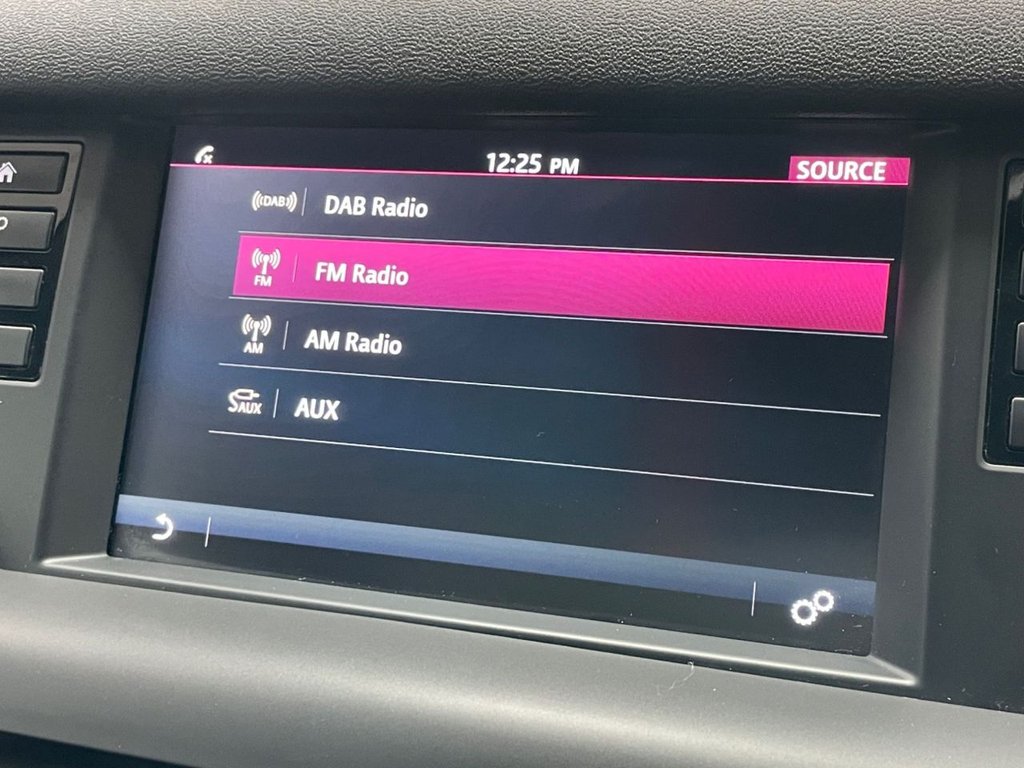 12:25 PM
SOURCE
DAB
DAB Radio
FM
FM Radio
AM
AM Radio
AUX
AUX